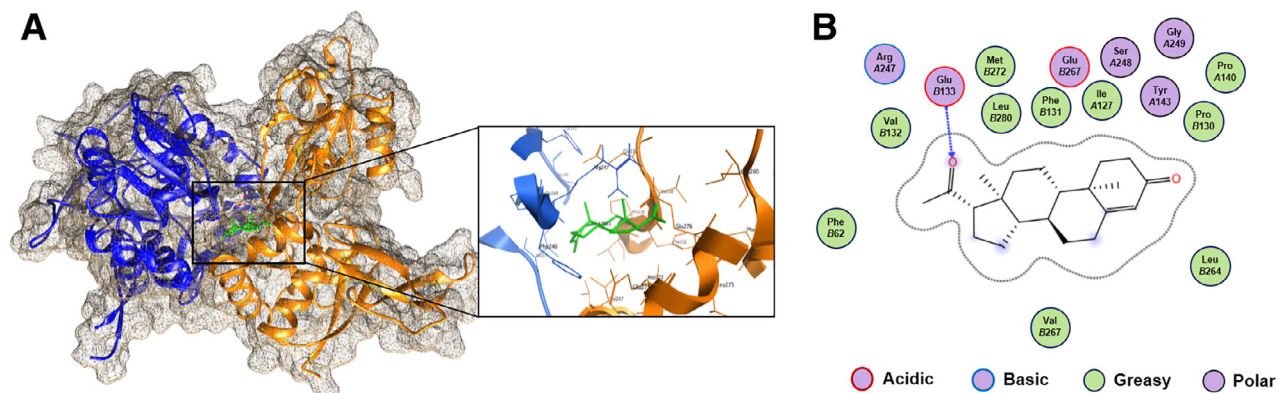 A
B
Arg
A247
Glu
B133
Met
B272
Glu
B267
Ser
A248
Gly
A249
Pro
A140
Val
B132
Leu
B280
Phe
B131
Ile
A127
Tyr
A143
Pro
B130
O
O
Phe
B62
Leu
B264
Val
B267
Acidic
Basic
Greasy
Polar